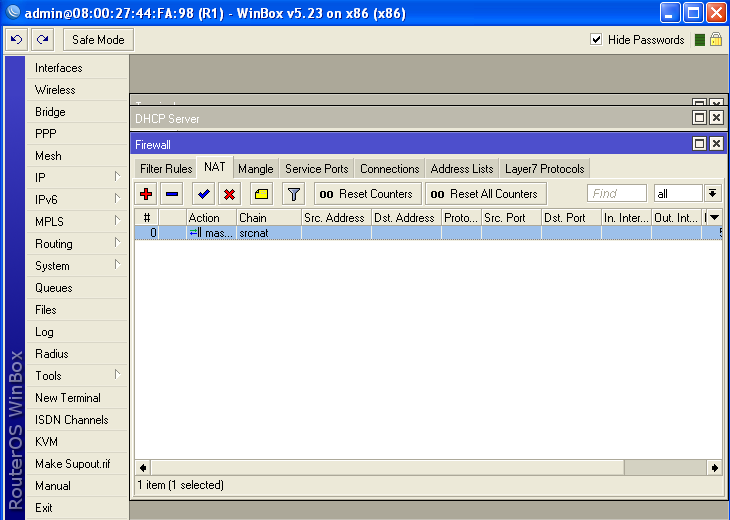 admin@08:00:27:44:FA:98 (R1) - WinBox v5.23 on x86 (x86)
Safe Mode
Hide Passwords
Interfaces
Wireless
Bridge
PPP
Mesh
IP
IPv6
MPLS
Routing
System
Queues
Files
Log
Radius
Tools
New Terminal
ISDN Channels
KVM
Make Supout.rif
Manual
Exit
RouterOS WinBox
DHCP Server
Firewall
Filter Rules NAT Mangle Service Ports Connections Address Lists Layer7 Protocols
oo Reset Counters oo Reset All Counters Find all
# Action Chain Src. Address Dst. Address Proto... Src. Port Dst. Port In. Inter... Out. Int...
0 mas... srcnat
1 item (1 selected)